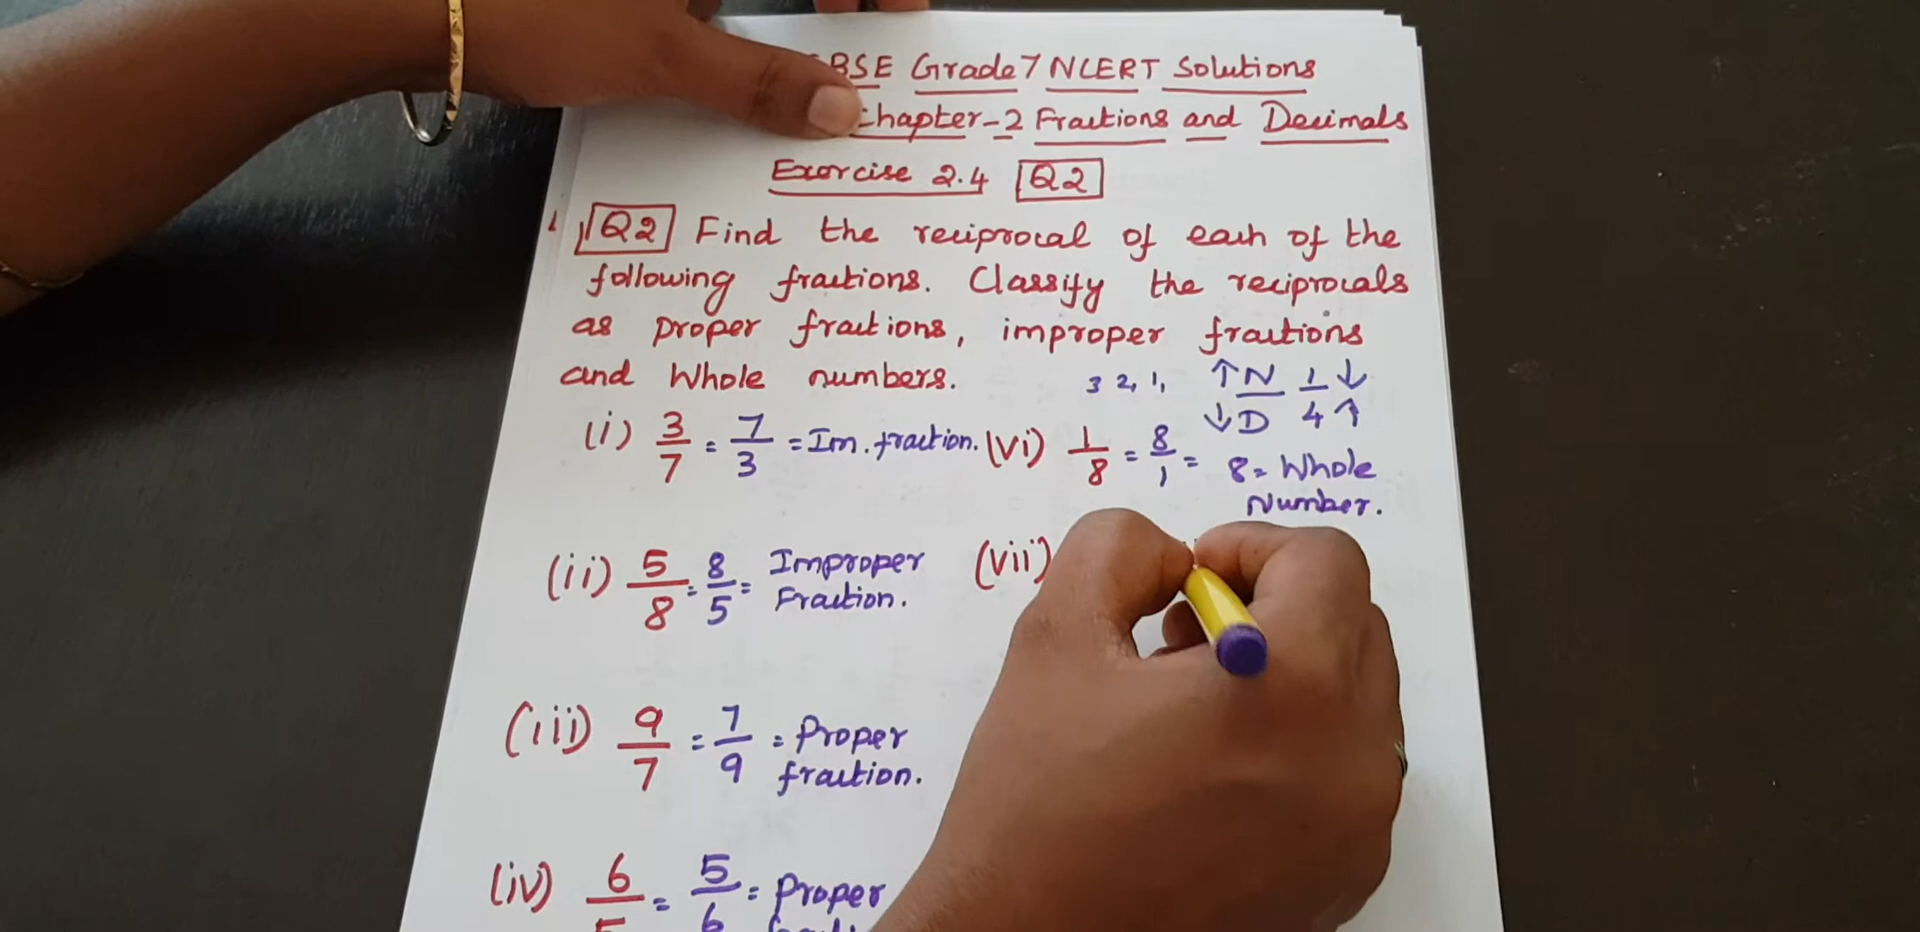 BSE Grade 7 NCERT Solutions
Chapter-2 Fractions and Decimals
Exercise 2.4 Q2
Q2 Find the reciprocal of each of the
following fractions. Classify the reciprocals
as proper fractions, improper fractions
and Whole numbers.
3 2, 1, ↑N/↓D 1/4 ↓↑
(i) 3/7 = 7/3 = Im. fraction.
(ii) 5/8 = 8/5 = Improper
Fraction.
(iii) 9/7 = 7/9 = Proper
fraction.
(iv) 6/5 = 5/6 = Proper
(vi) 1/8 = 8/1 = 8 = Whole
Number.
(vii)